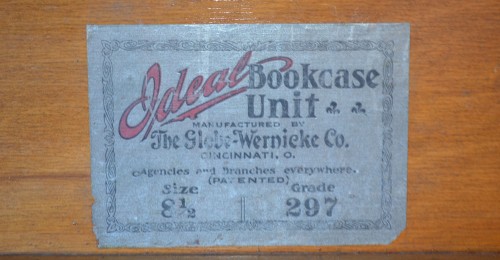 Ideal Bookcase
Unit
MANUFACTURED BY
The Globe-Wernicke Co.
CINCINNATI, O.
Agencies and Branches everywhere.
(PATENTED)
Size Grade
8½ 297